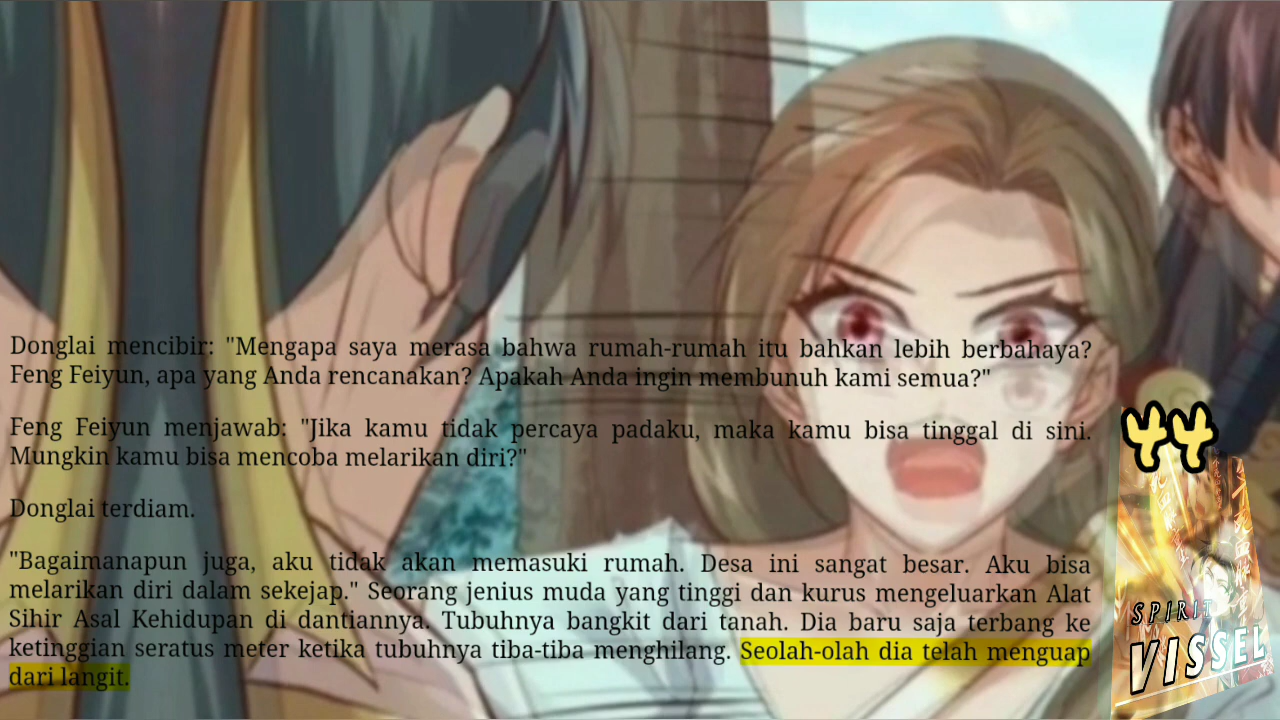 Donglai mencibir: "Mengapa saya merasa bahwa rumah-rumah itu bahkan lebih berbahaya?
Feng Feiyun, apa yang Anda rencanakan? Apakah Anda ingin membunuh kami semua?"
Feng Feiyun menjawab: "Jika kamu tidak percaya padaku, maka kamu bisa tinggal di sini.
Mungkin kamu bisa mencoba melarikan diri?"
Donglai terdiam.
"Bagaimanapun juga, aku tidak akan memasuki rumah. Desa ini sangat besar. Aku bisa
melarikan diri dalam sekejap." Seorang jenius muda yang tinggi dan kurus mengeluarkan Alat
Sihir Asal Kehidupan di dantiannya. Tubuhnya bangkit dari tanah. Dia baru saja terbang ke
ketinggian seratus meter ketika tubuhnya tiba-tiba menghilang. Seolah-olah dia telah menguap
dari langit.
44
SPIRIT
VISSEL